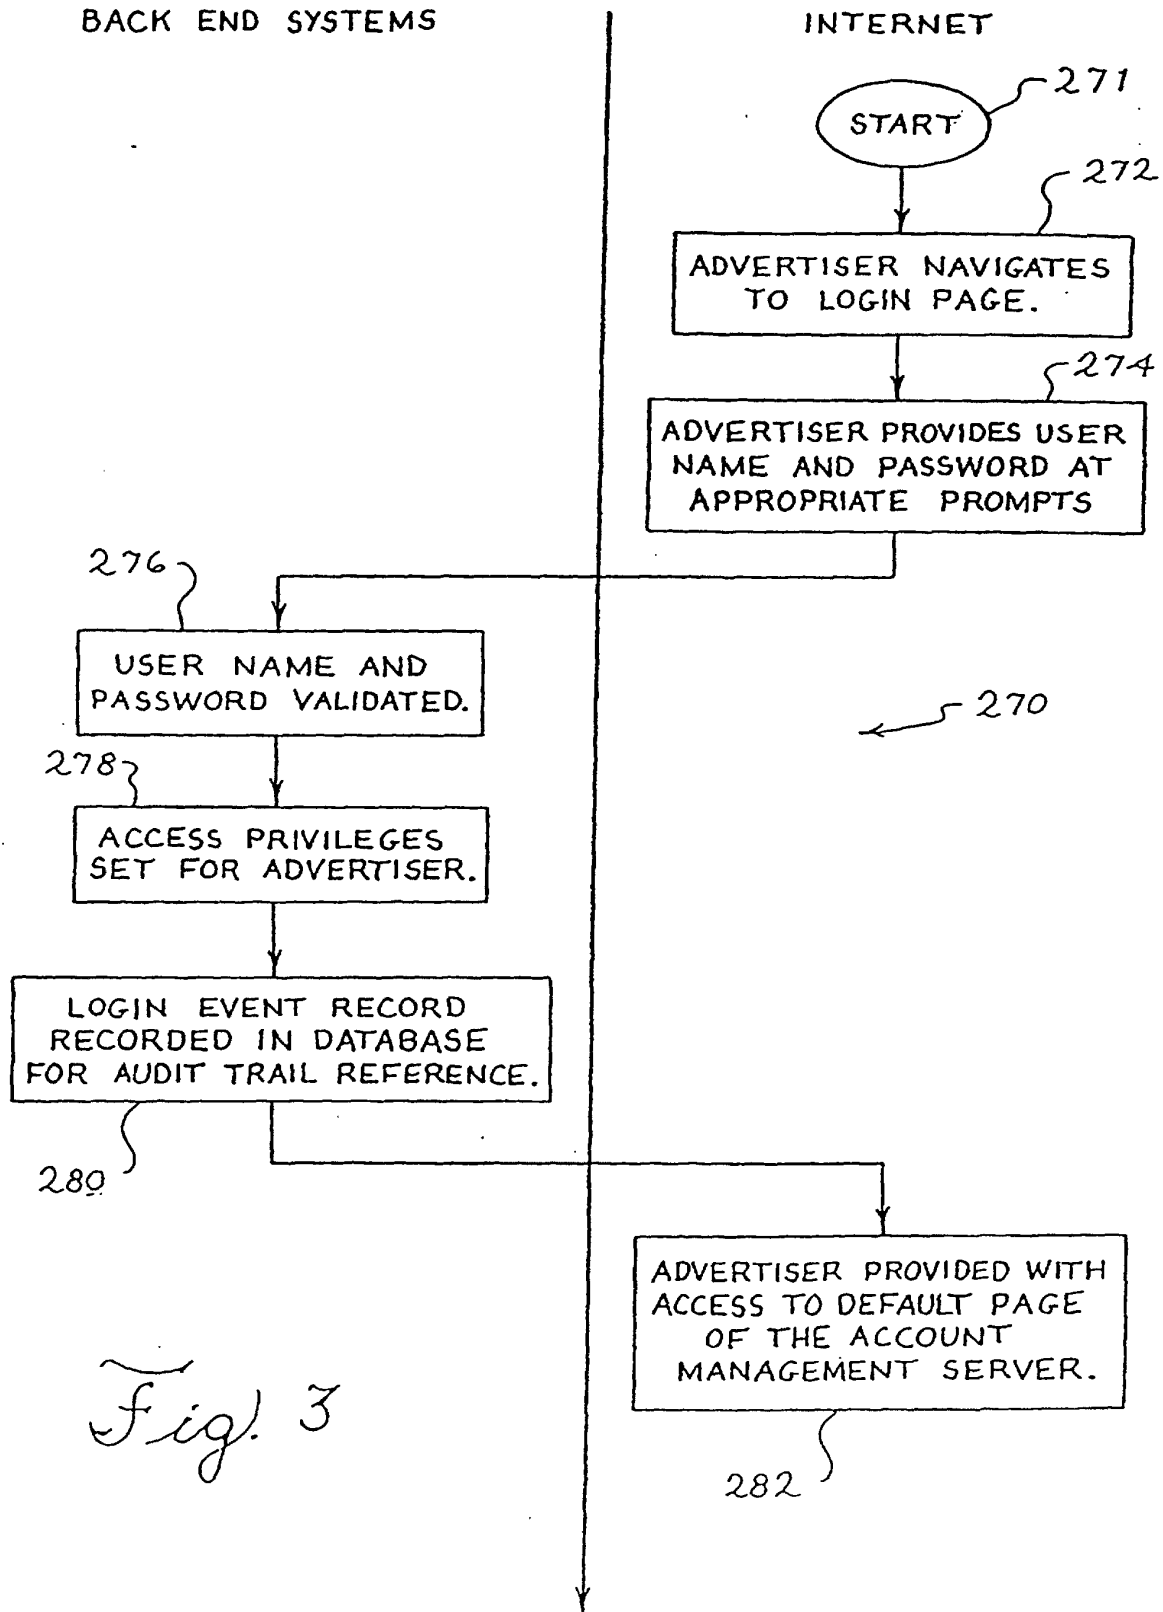 BACK END SYSTEMS
INTERNET
START
271
272
ADVERTISER NAVIGATES
TO LOGIN PAGE.
274
ADVERTISER PROVIDES USER
NAME AND PASSWORD AT
APPROPRIATE PROMPTS
276
USER NAME AND
PASSWORD VALIDATED.
270
278
ACCESS PRIVILEGES
SET FOR ADVERTISER.
LOGIN EVENT RECORD
RECORDED IN DATABASE
FOR AUDIT TRAIL REFERENCE.
280
ADVERTISER PROVIDED WITH
ACCESS TO DEFAULT PAGE
OF THE ACCOUNT
MANAGEMENT SERVER.
282
Fig. 3